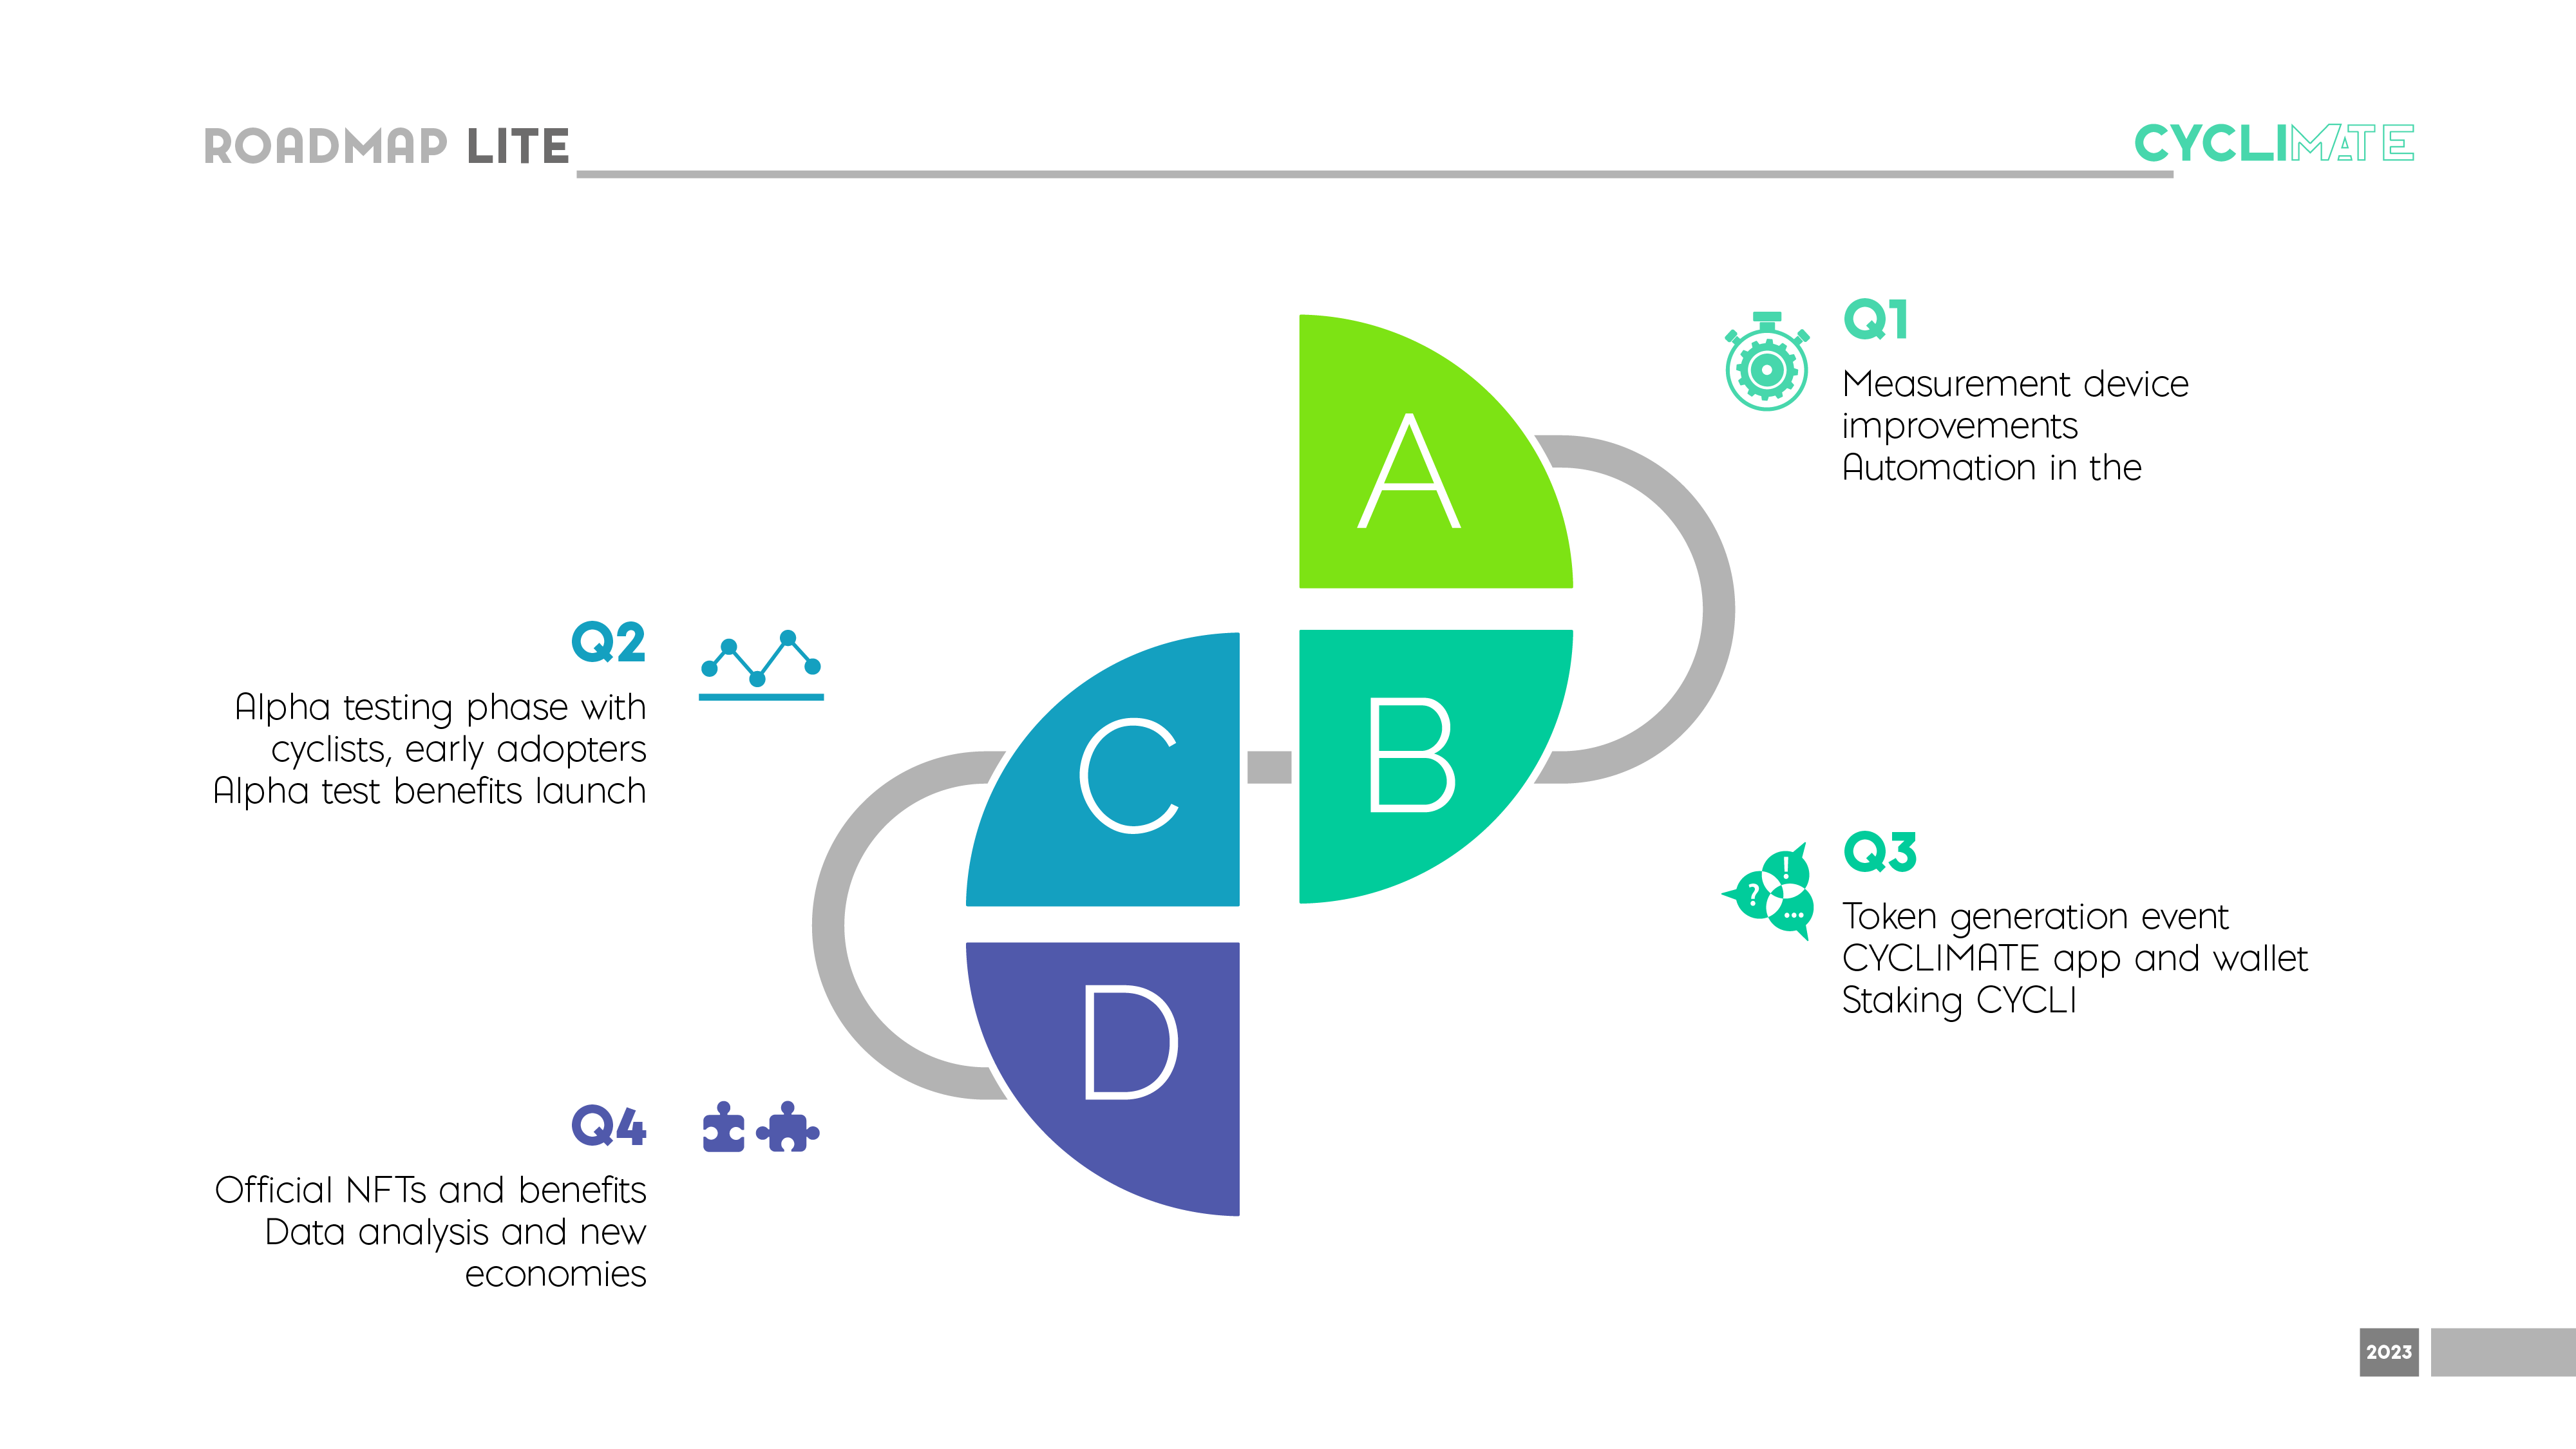 ROADMAP LITE
CYCLIMATE
Q1
Measurement device
improvements
Automation in the
A
Q2
Alpha testing phase with
cyclists, early adopters
Alpha test benefits launch
C
B
Q3
Token generation event
CYCLIMATE app and wallet
Staking CYCLI
D
Q4
Official NFTs and benefits
Data analysis and new
economies
?
!
...
2023